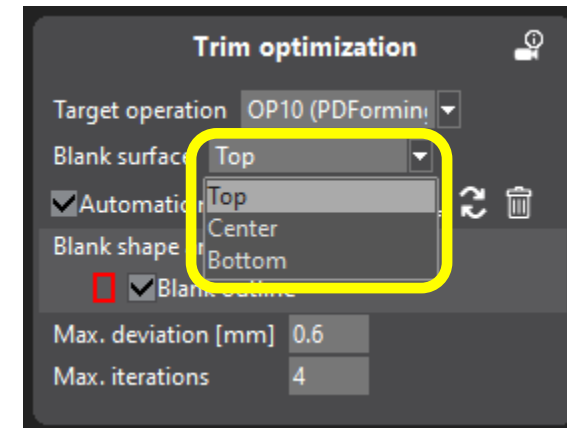 Trim optimization
Target operation OP10 (PDForming
Blank surface Top
Automatio
Top
Center
Bottom
Blank shape
Blank outline
Max. deviation [mm] 0.6
Max. iterations 4